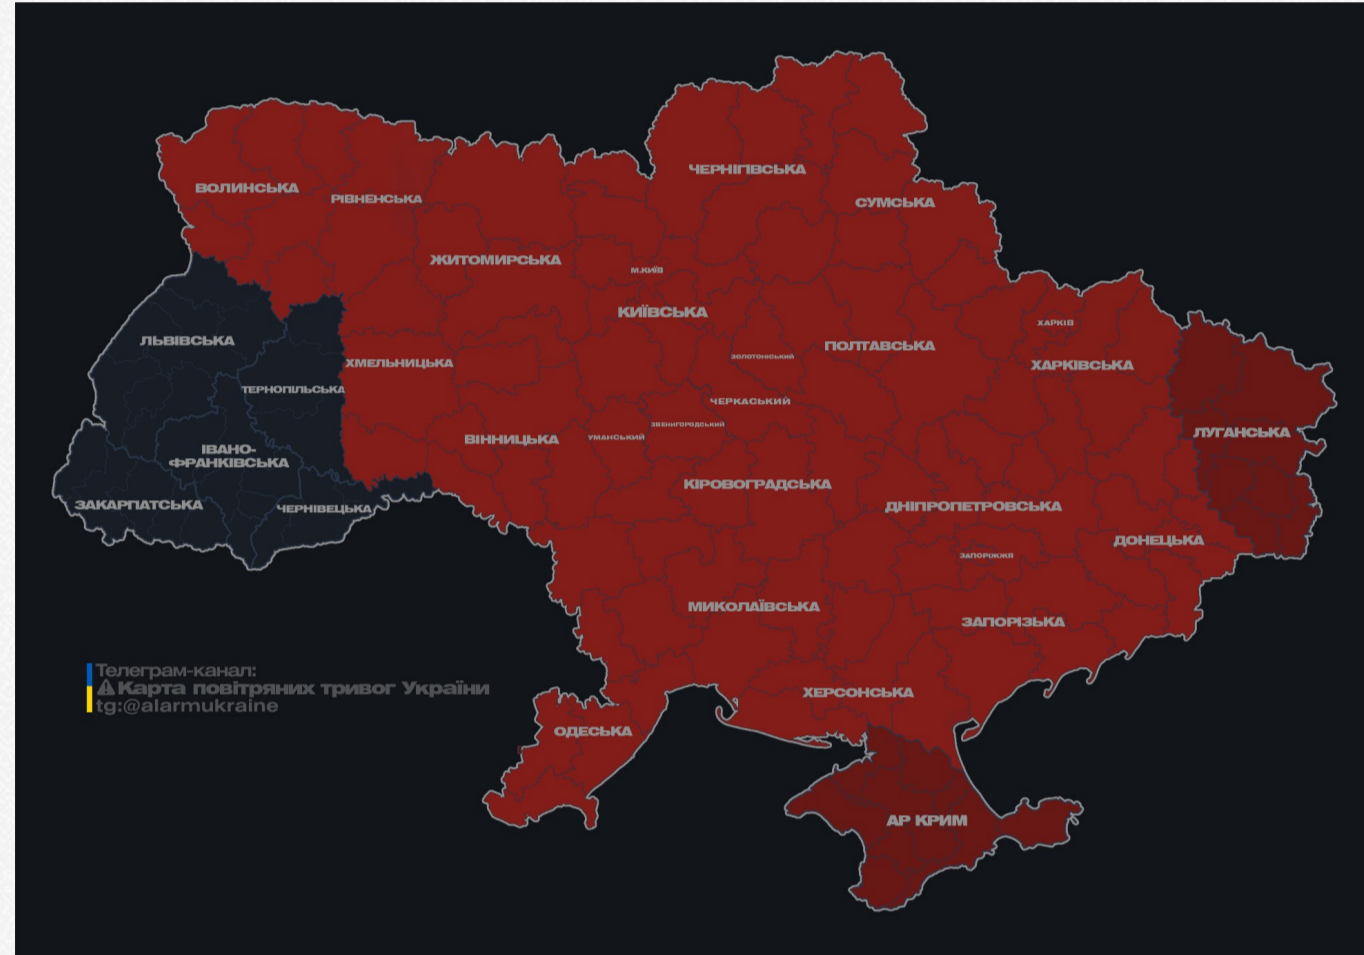 ЧЕРНІГІВСЬКА
ВОЛИНСЬКА
РІВНЕНСЬКА
СУМСЬКА
ЖИТОМИРСЬКА
М.КИЇВ
КИЇВСЬКА
ХАРКІВ
ЛЬВІВСЬКА
ПОЛТАВСЬКА
ЗОЛОТОНІСЬКИЙ
ХМЕЛЬНИЦЬКА
ХАРКІВСЬКА
ТЕРНОПІЛЬСЬКА
ЧЕРКАСЬКИЙ
ЗВЕНИГОРОДСЬКИЙ
ЛУГАНСЬКА
УМАНСЬКИЙ
ВІННИЦЬКА
ІВАНО-
ФРАНКІВСЬКА
КІРОВОГРАДСЬКА
ЗАКАРПАТСЬКА
ЧЕРНІВЕЦЬКА
ДНІПРОПЕТРОВСЬКА
ДОНЕЦЬКА
ЗАПОРІЖЖЯ
МИКОЛАЇВСЬКА
ЗАПОРІЗЬКА
Телеграм-канал:
Карта повітряних тривог України
tg:@alarmukraine
ХЕРСОНСЬКА
ОДЕСЬКА
АР КРИМ